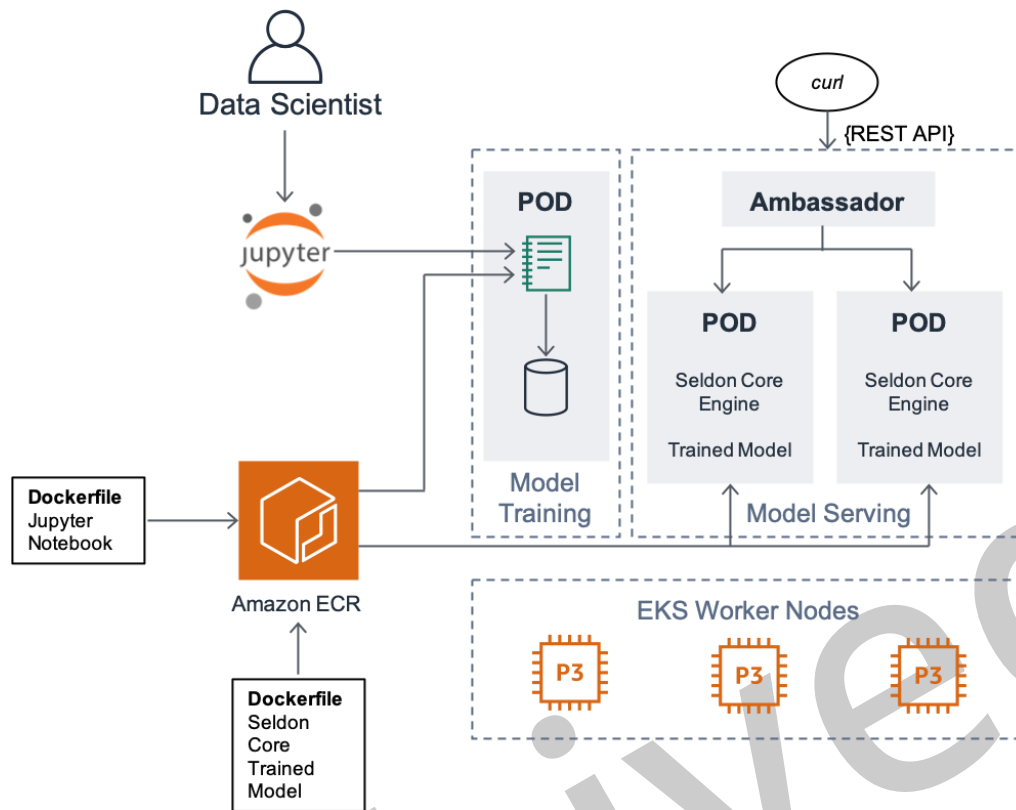 Data Scientist
curl
{REST API}
jupyter
POD
Model
Training
Ambassador
POD
Seldon Core
Engine
Trained Model
POD
Seldon Core
Engine
Trained Model
Model Serving
Dockerfile
Jupyter
Notebook
Amazon ECR
Dockerfile
Seldon
Core
Trained
Model
EKS Worker Nodes
P3
P3
P3